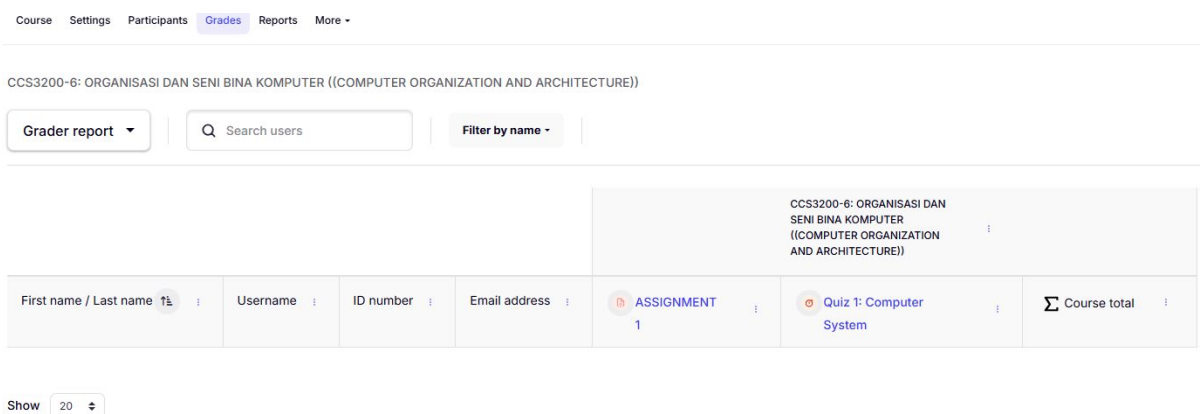 Course Settings Participants Grades Reports More
CCS3200-6: ORGANISASI DAN SENI BINA KOMPUTER ((COMPUTER ORGANIZATION AND ARCHITECTURE))
Grader report Search users Filter by name
CCS3200-6: ORGANISASI DAN
SENI BINA KOMPUTER
((COMPUTER ORGANIZATION
AND ARCHITECTURE))
First name / Last name Username ID number Email address ASSIGNMENT Quiz 1: Computer ∑ Course total
1 System
Show 20